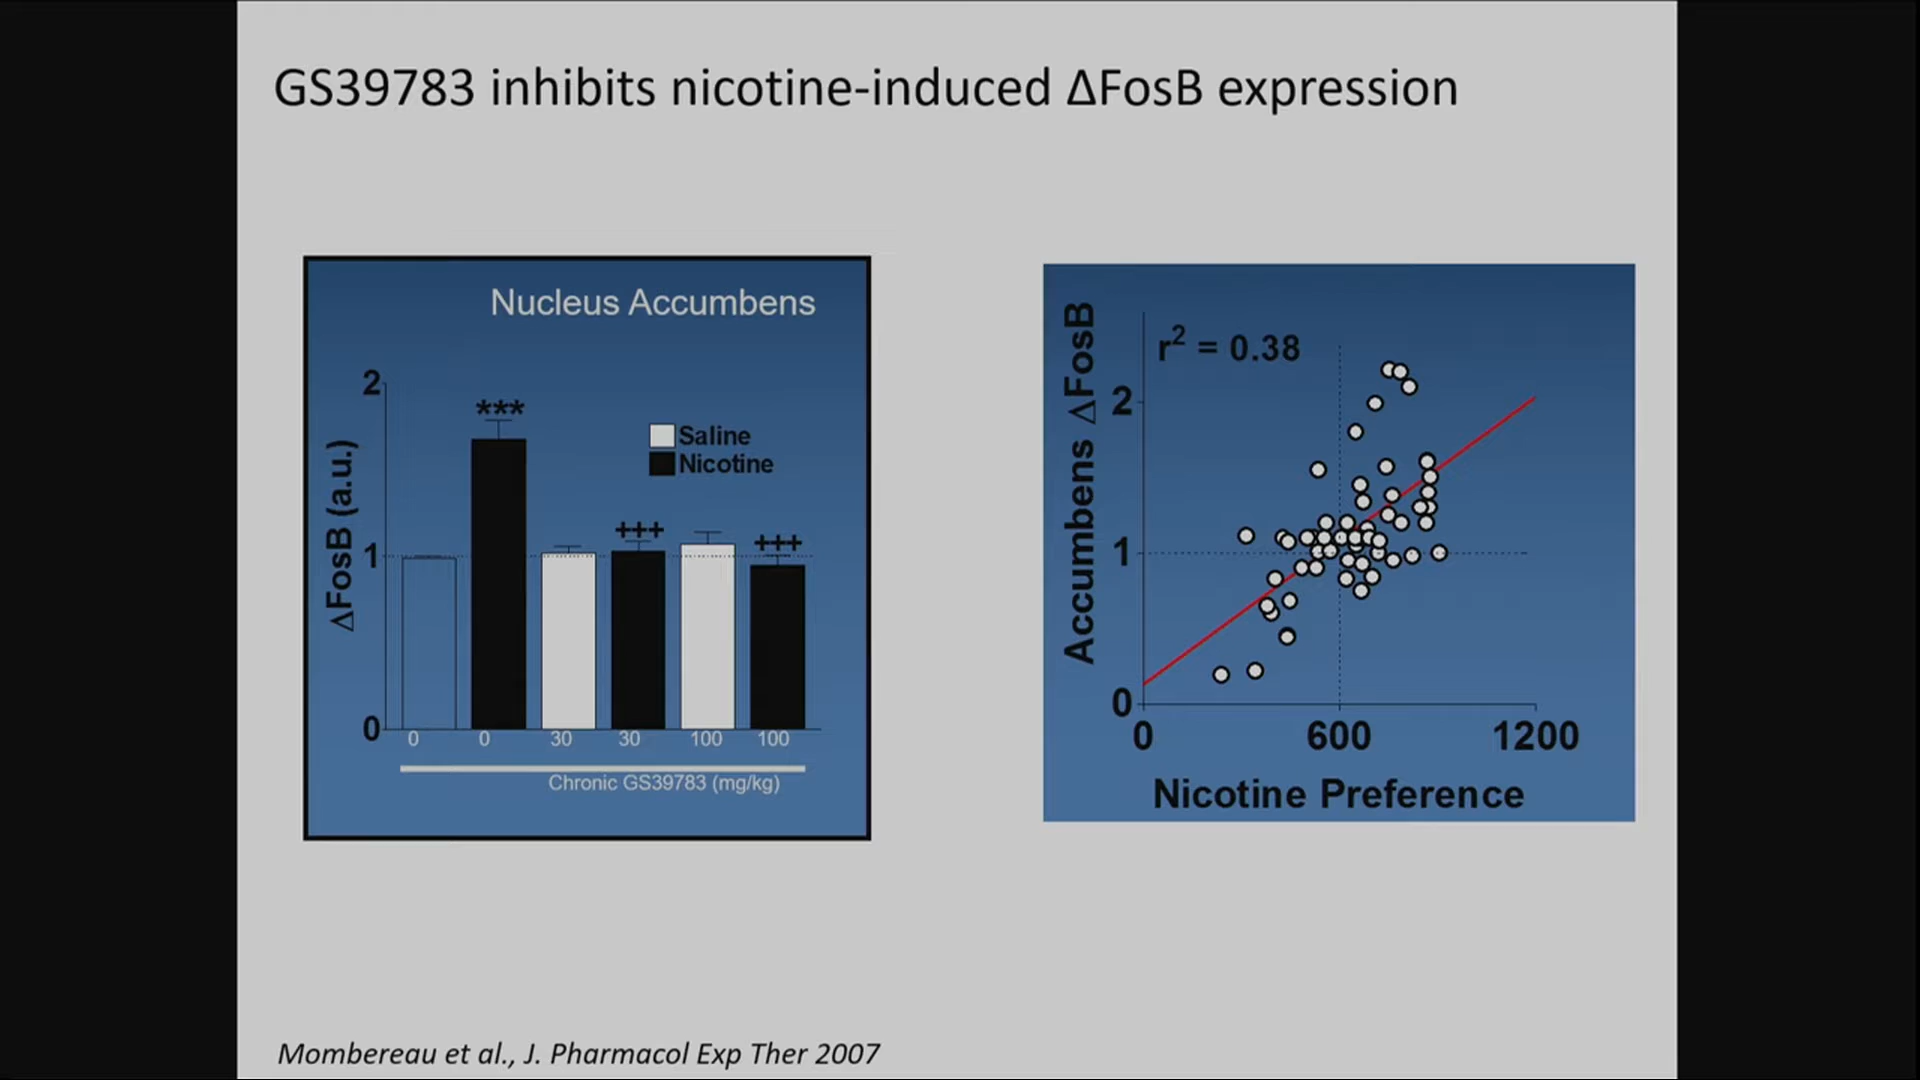 GS39783 inhibits nicotine-induced ΔFosB expression
Nucleus Accumbens
ΔFosB (a.u.)
2
1
0
***
+++
+++
Saline
Nicotine
0 0 30 30 100 100
Chronic GS39783 (mg/kg)
r² = 0.38
Accumbens ΔFosB
2
1
0
0 600 1200
Nicotine Preference
Mombereau et al., J. Pharmacol Exp Ther 2007